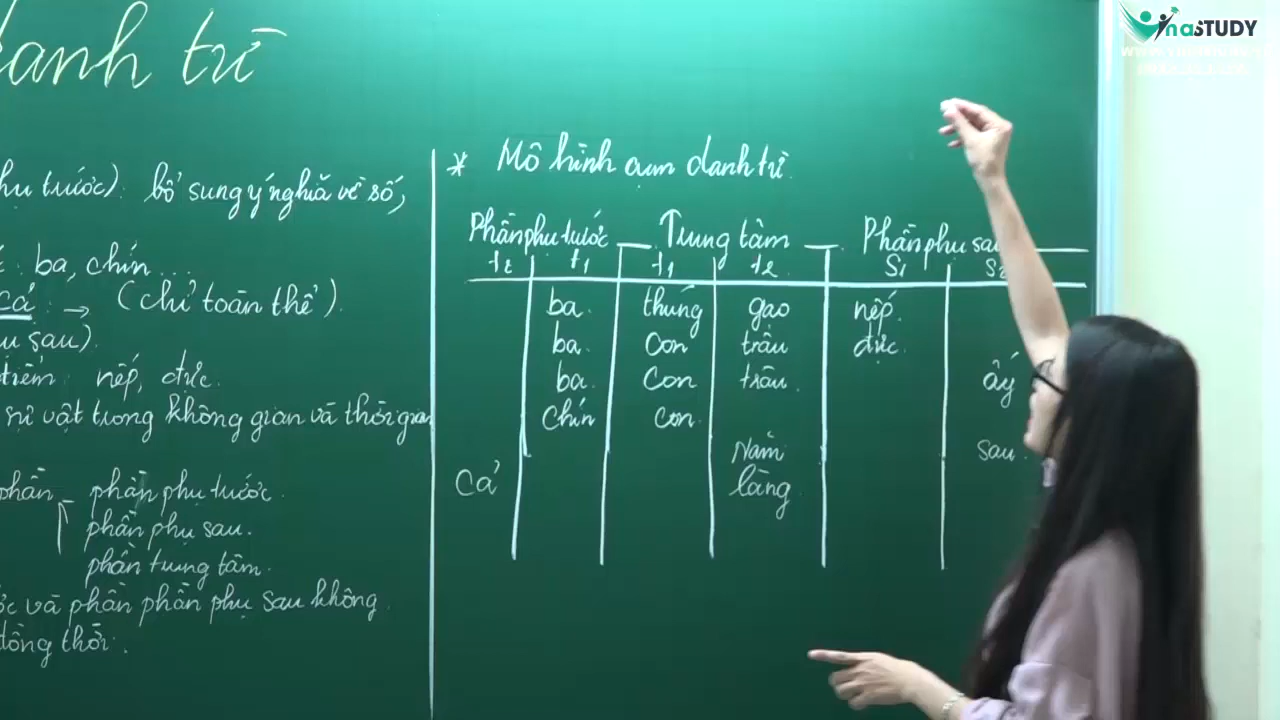 danh từ
phụ trước). bổ sung ý nghĩa về số,
ba, chín...
cả. → (chỉ toàn thể).
sau).
điểm: nếp, đực.
sự vật trong không gian và thời gian
phần phần phụ trước.
phần phụ sau.
phần trung tâm.
và phần phần phụ sau không
đồng thời.
* Mô hình cụm danh từ
Phần phụ trước Trung tâm Phần phụ sau
t2 t1 T1 T2 S1 S2
ba. thúng gạo nếp.
ba. con trâu đực.
ba. con trâu. ấy
chín con.
Năm sau.
cả làng.
VinaSTUDY